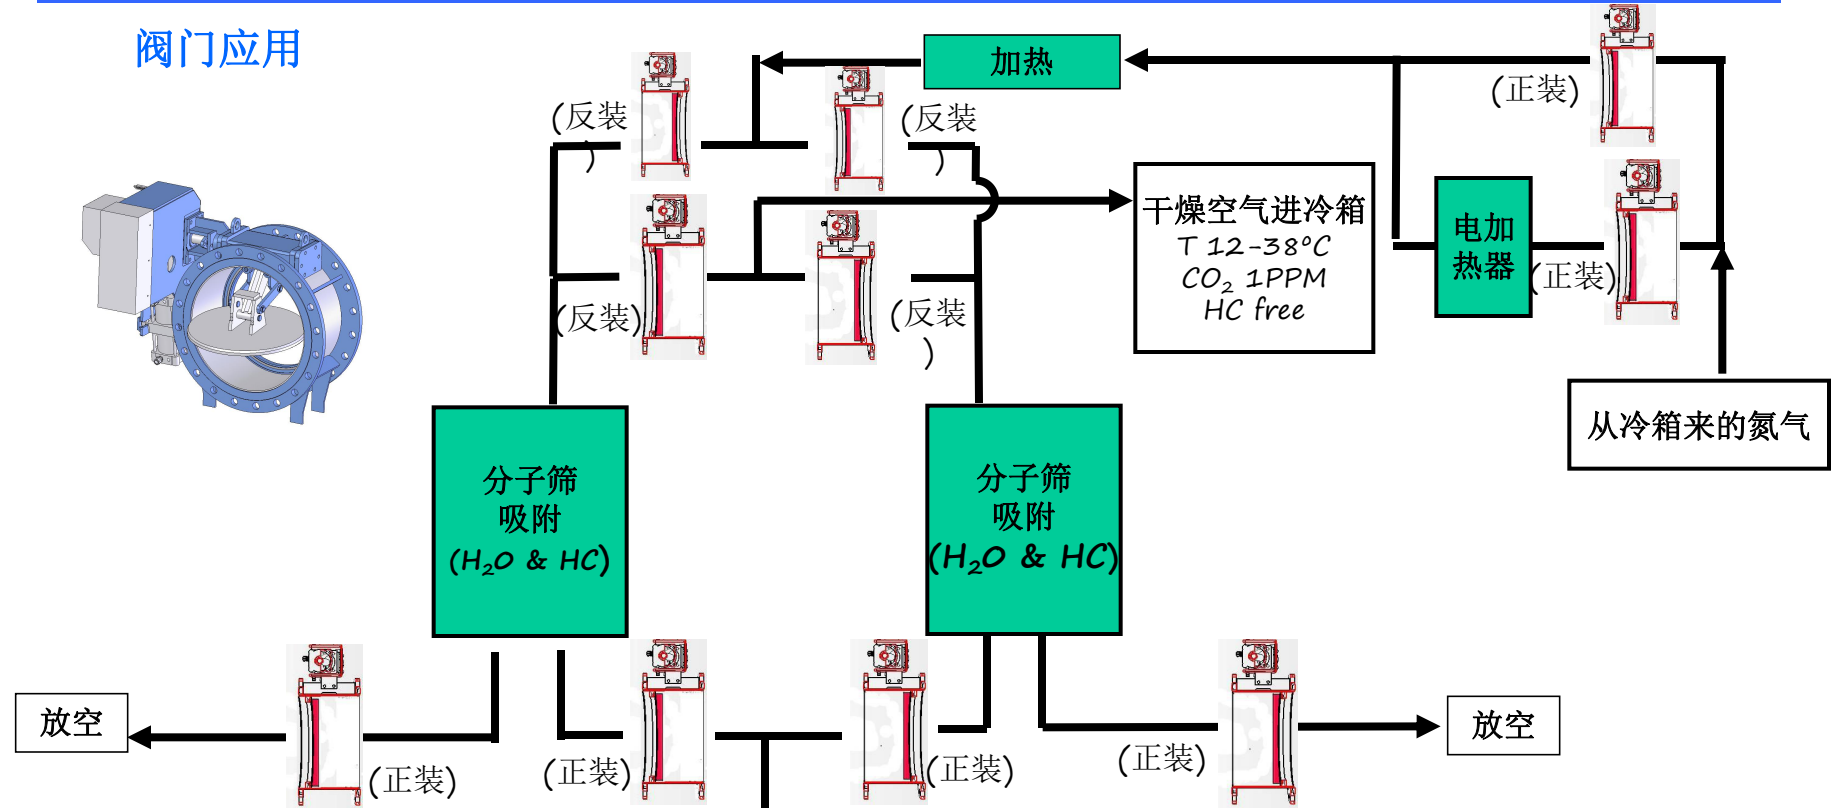 阀门应用
加热
(正装)
(反装
)
(反装
)
干燥空气进冷箱
T 12-38°C
CO₂ 1PPM
HC free
电加
热器
(正装)
(反装)
(反装
)
从冷箱来的氮气
分子筛
吸附
(H₂O & HC)
分子筛
吸附
(H₂O & HC)
放空
(正装)
(正装)
(正装)
(正装)
放空